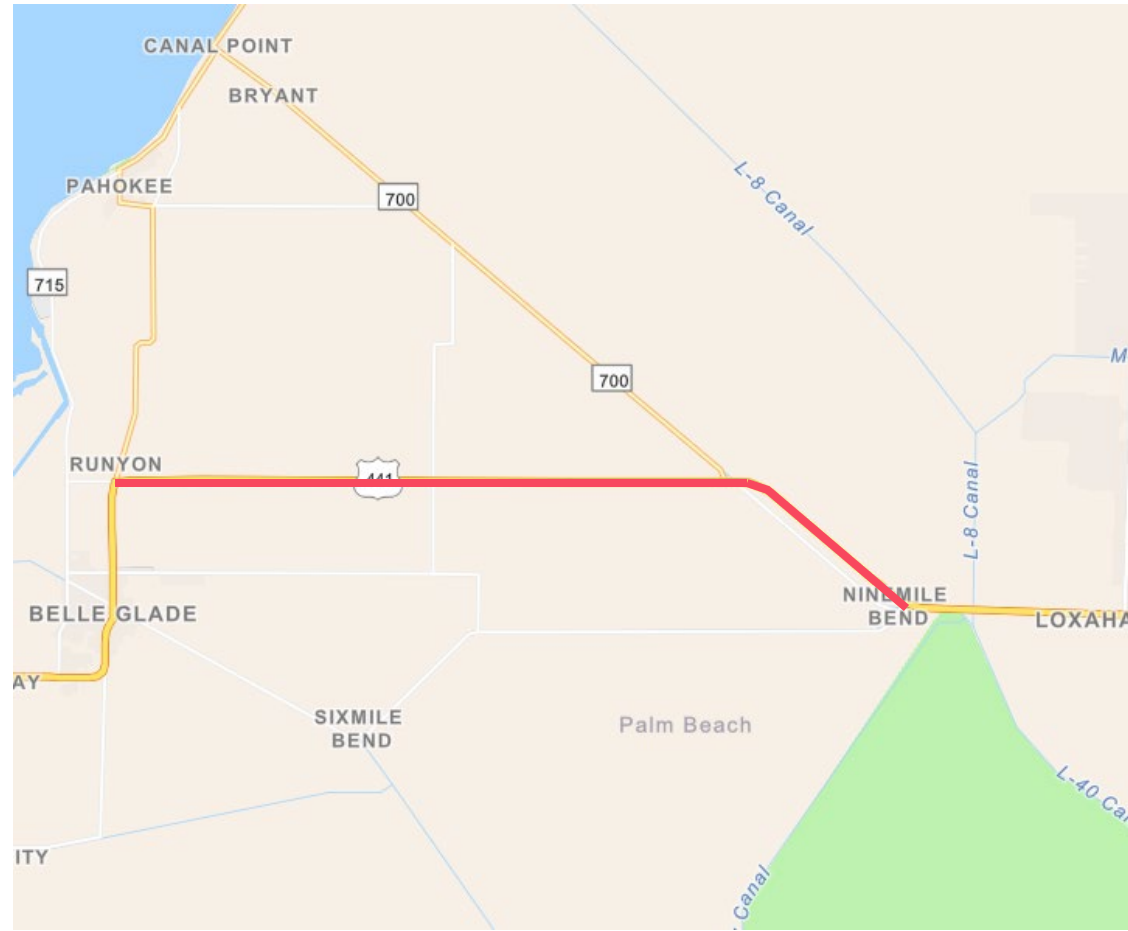 CANAL POINT
BRYANT
L-8 Canal
PAHOKEE
700
715
M
700
RUNYON
441
L-8 Canal
NINEMILE
BEND
BELLE GLADE
LOXAHA
AY
SIXMILE
BEND
Palm Beach
L-40 Can
ITY
Canal